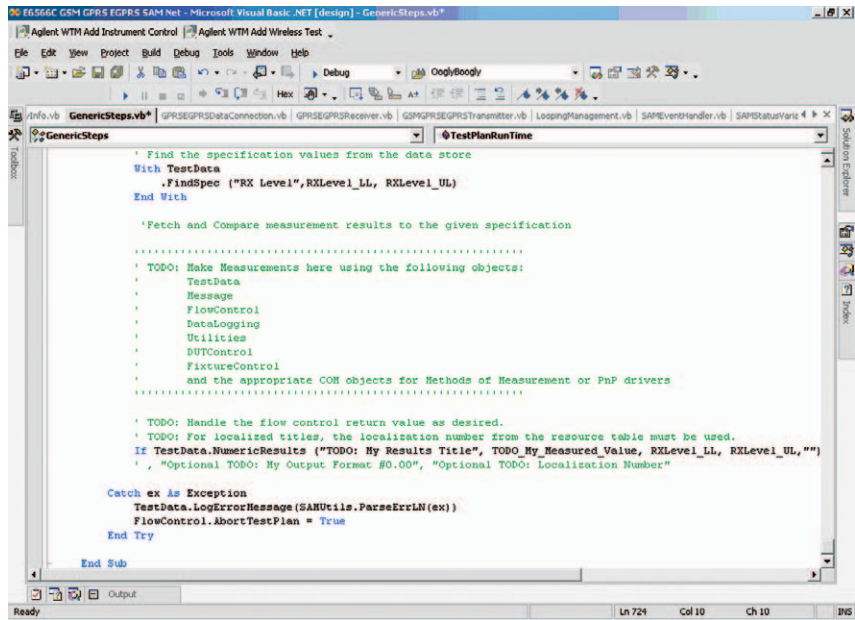 E6566C GSM GPRS EGPRS SAM Net - Microsoft Visual Basic .NET [design] - GenericSteps.vb*
Agilent WTM Add Instrument Control Agilent WTM Add Wireless Test
File Edit View Project Build Debug Tools Window Help
Debug OoglyBoogly
Hex
/Info.vb GenericSteps.vb* GPRSEGPRSDataConnection.vb GPRSEGPRSReceiver.vb GSMGPRSEGPRSTransmitter.vb LoopingManagement.vb SAMEventHandler.vb SAMStatusVaria
GenericSteps TestPlanRunTime
Toolbox
Solution Explorer
Index
' Find the specification values from the data store
With TestData
.FindSpec ("RX Level",RXLevel_LL, RXLevel_UL)
End With
'Fetch and Compare measurement results to the given specification
''''''''''''''''''''''''''''''''''''''''''''''''''''''''''
' TODO: Make Measurements here using the following objects:
' TestData
' Message
' FlowControl
' DataLogging
' Utilities
' DUTControl
' FixtureControl
' and the appropriate COM objects for Methods of Measurement or PnP drivers
''''''''''''''''''''''''''''''''''''''''''''''''''''''''''
' TODO: Handle the flow control return value as desired.
' TODO: For localized titles, the localization number from the resource table must be used.
If TestData.NumericResults ("TODO: My Results Title", TODO_My_Measured_Value, RXLevel_LL, RXLevel_UL,"")
' , "Optional TODO: My Output Format #0.00", "Optional TODO: Localization Number"
Catch ex As Exception
TestData.LogErrorMessage(SAMUtils.ParseErrLN(ex))
FlowControl.AbortTestPlan = True
End Try
End Sub
Output
Ready Ln 724 Col 10 Ch 10 INS